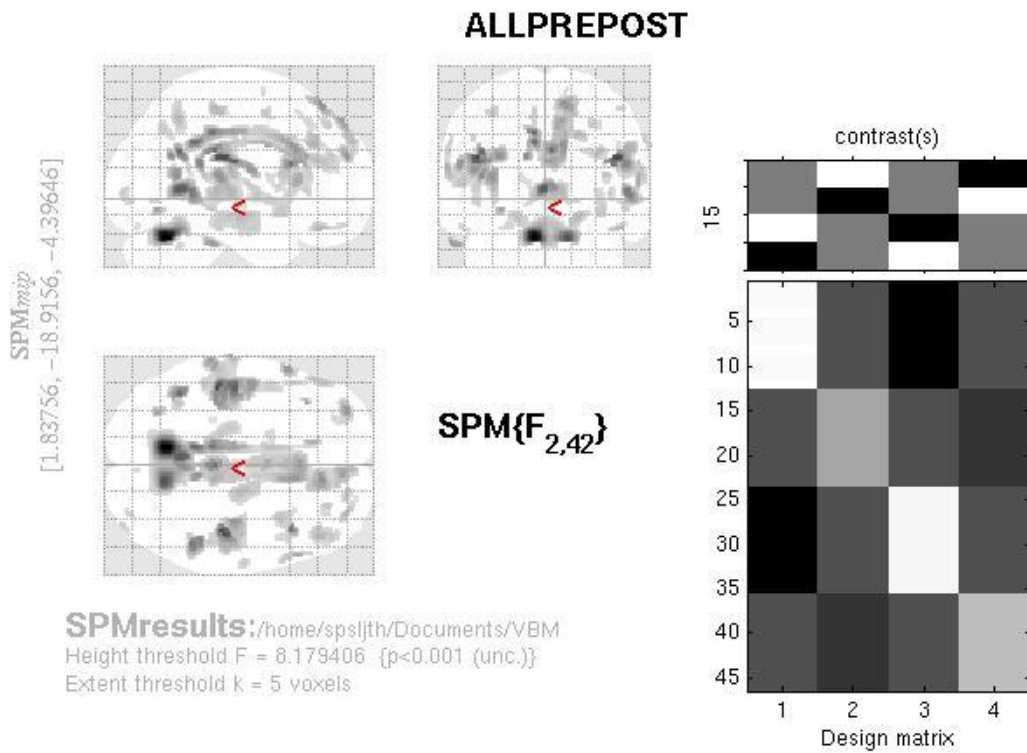 ALLPREPOST
SPMmip
[1.83756, -18.9156, -4.39646]
<
<
<
SPM{F2,42}
SPMresults:/home/spsljth/Documents/VBM
Height threshold F = 8.179406 {p<0.001 (unc.)}
Extent threshold k = 5 voxels
contrast(s)
15
5
10
15
20
25
30
35
40
45
1 2 3 4
Design matrix